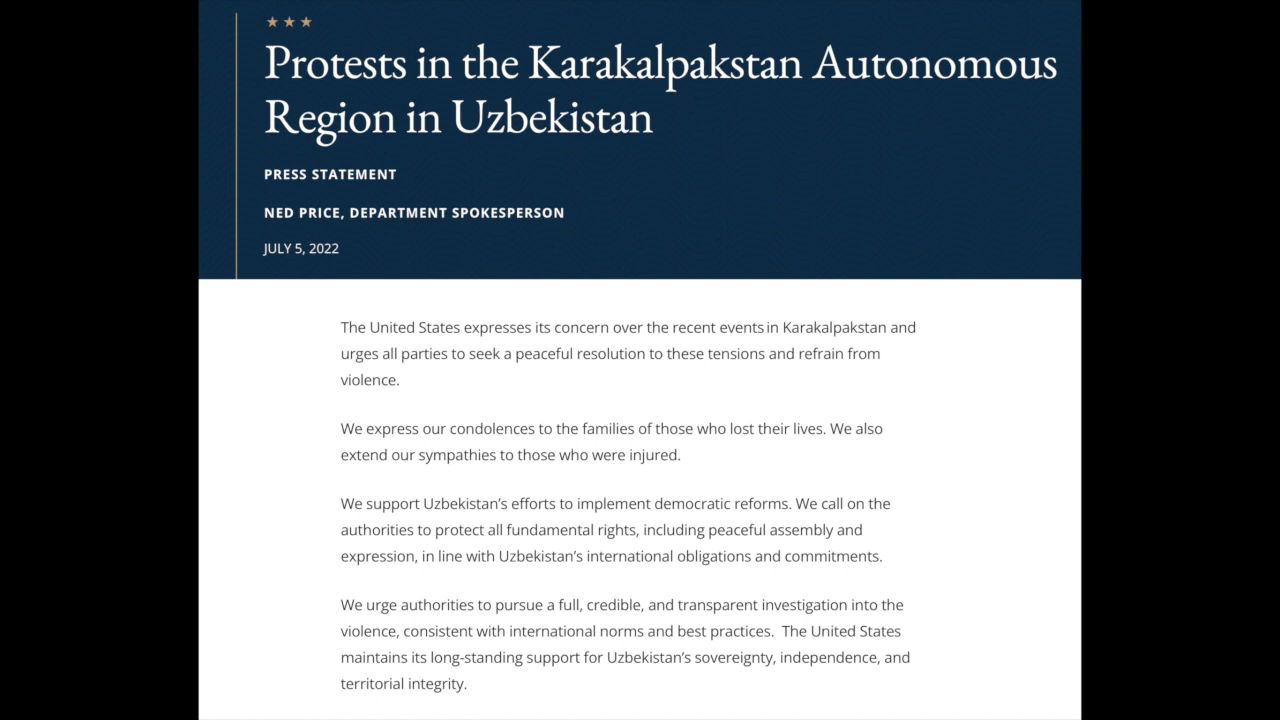 Protests in the Karakalpakstan Autonomous
Region in Uzbekistan
PRESS STATEMENT
NED PRICE, DEPARTMENT SPOKESPERSON
JULY 5, 2022
The United States expresses its concern over the recent events in Karakalpakstan and
urges all parties to seek a peaceful resolution to these tensions and refrain from
violence.
We express our condolences to the families of those who lost their lives. We also
extend our sympathies to those who were injured.
We support Uzbekistan's efforts to implement democratic reforms. We call on the
authorities to protect all fundamental rights, including peaceful assembly and
expression, in line with Uzbekistan's international obligations and commitments.
We urge authorities to pursue a full, credible, and transparent investigation into the
violence, consistent with international norms and best practices.  The United States
maintains its long-standing support for Uzbekistan's sovereignty, independence, and
territorial integrity.